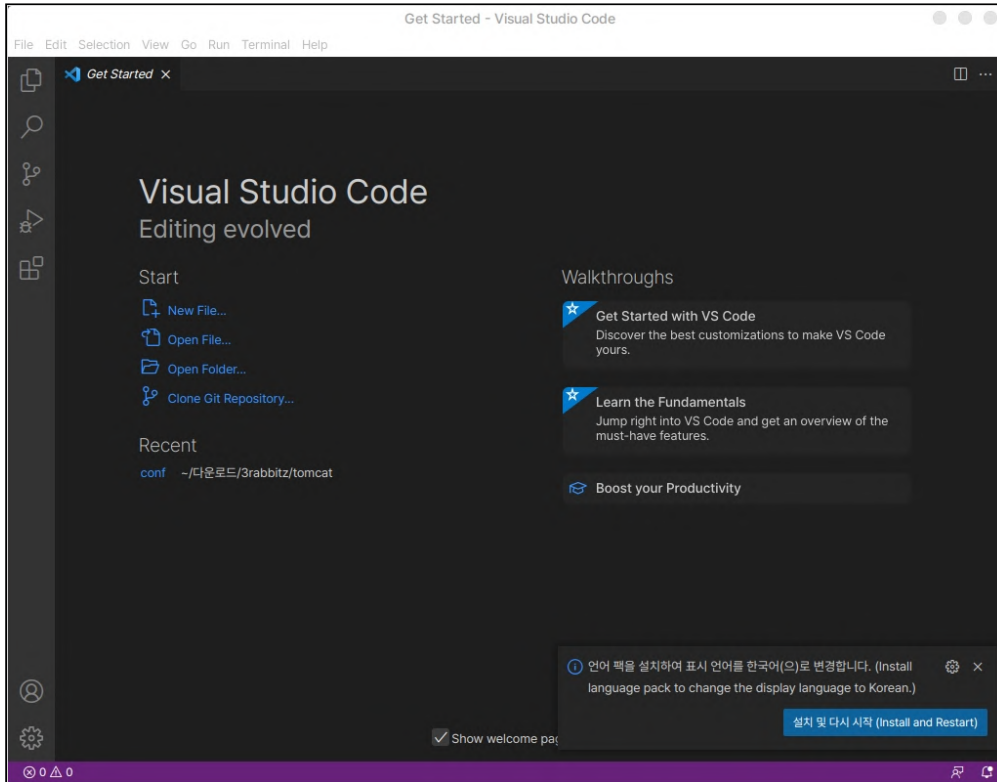 Get Started - Visual Studio Code
File Edit Selection View Go Run Terminal Help
Get Started
Visual Studio Code
Editing evolved
Start
New File...
Open File...
Open Folder...
Clone Git Repository...
Recent
conf ~/다운로드/3rabbitz/tomcat
Walkthroughs
Get Started with VS Code
Discover the best customizations to make VS Code
yours.
Learn the Fundamentals
Jump right into VS Code and get an overview of the
must-have features.
Boost your Productivity
언어 팩을 설치하여 표시 언어를 한국어(으)로 변경합니다. (Install
language pack to change the display language to Korean.)
설치 및 다시 시작 (Install and Restart)
Show welcome pag
0 0